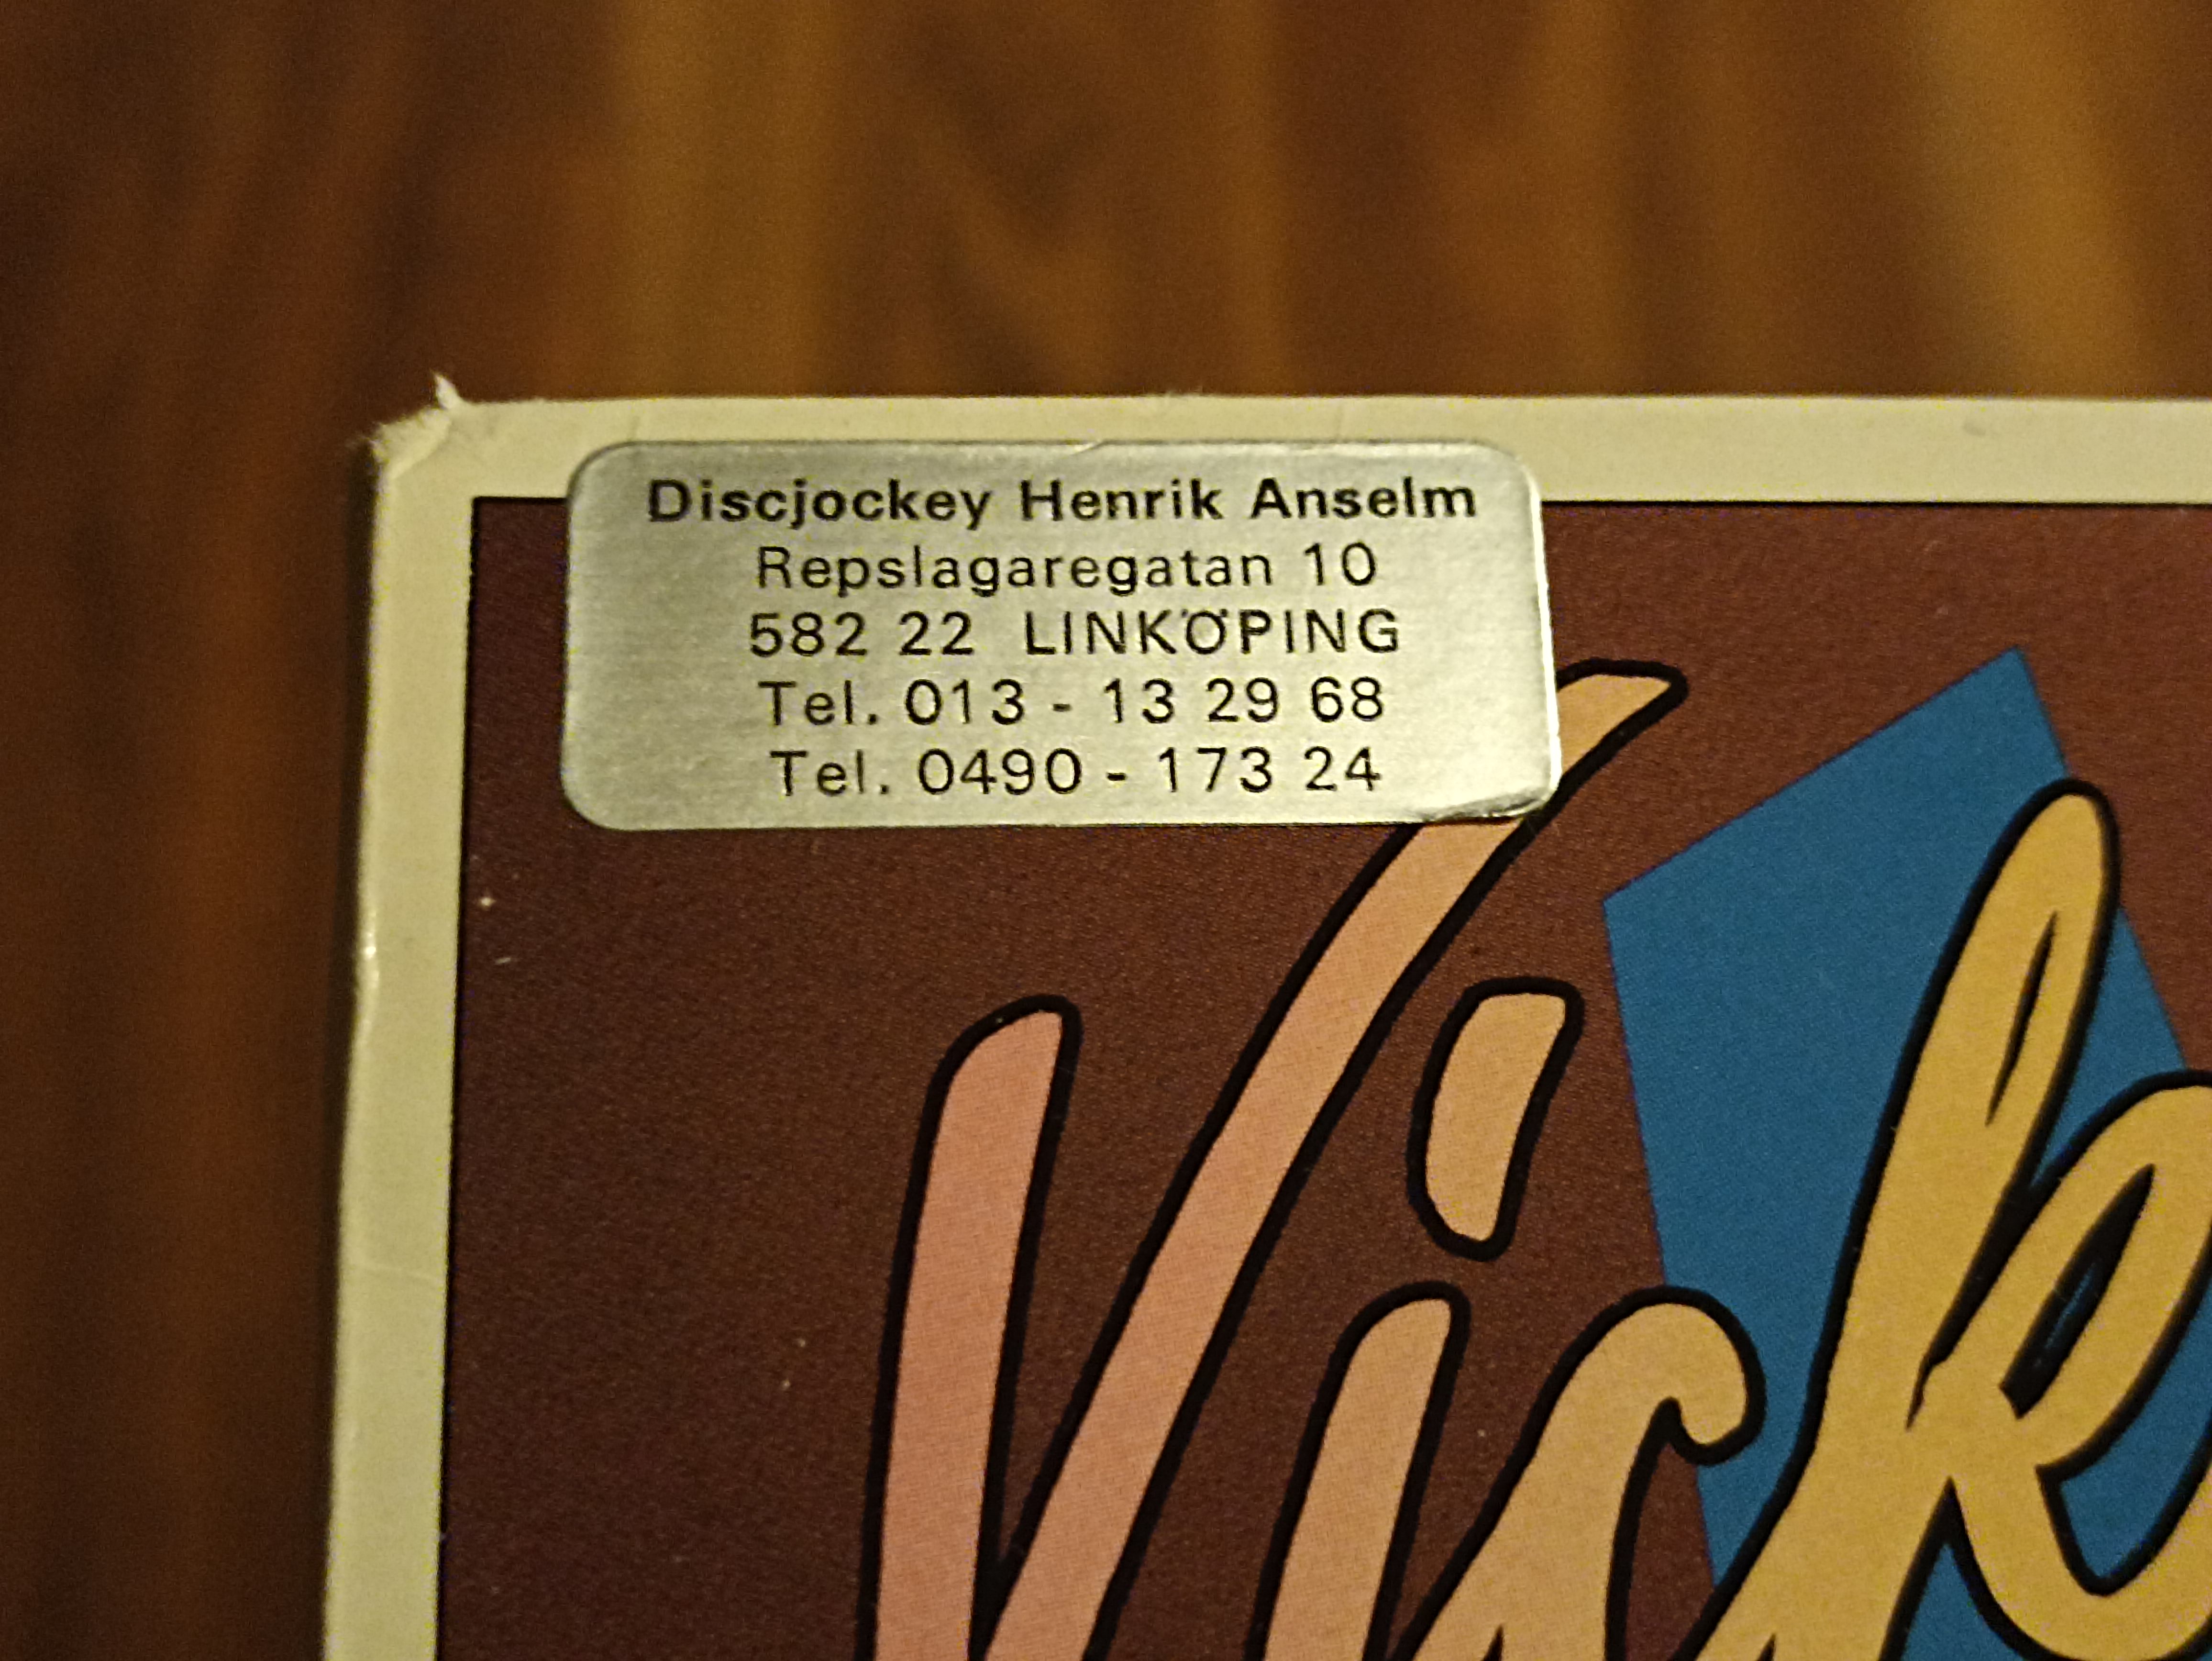 Discjockey Henrik Anselm
Repslagaregatan 10
582 22 LINKÖPING
Tel. 013 - 13 29 68
Tel. 0490 - 173 24